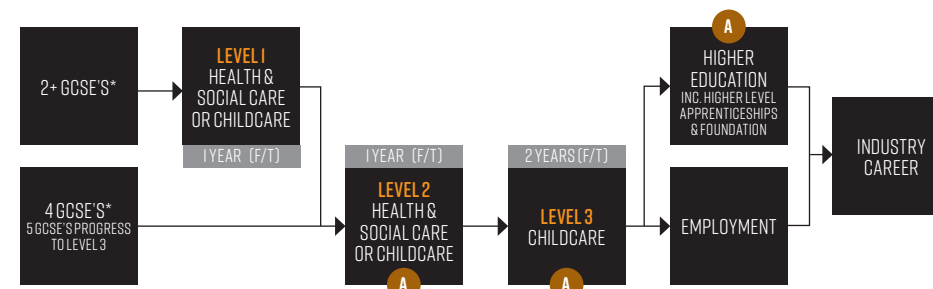 2+ GCSE'S*
LEVEL 1
HEALTH &
SOCIAL CARE
OR CHILDCARE
1 YEAR (F/T)
4 GCSE'S*
5 GCSE'S PROGRESS
TO LEVEL 3
1 YEAR (F/T)
LEVEL 2
HEALTH &
SOCIAL CARE
OR CHILDCARE
A
2 YEARS (F/T)
LEVEL 3
CHILDCARE
A
A
HIGHER
EDUCATION
INC. HIGHER LEVEL
APPRENTICESHIPS
& FOUNDATION
EMPLOYMENT
INDUSTRY
CAREER